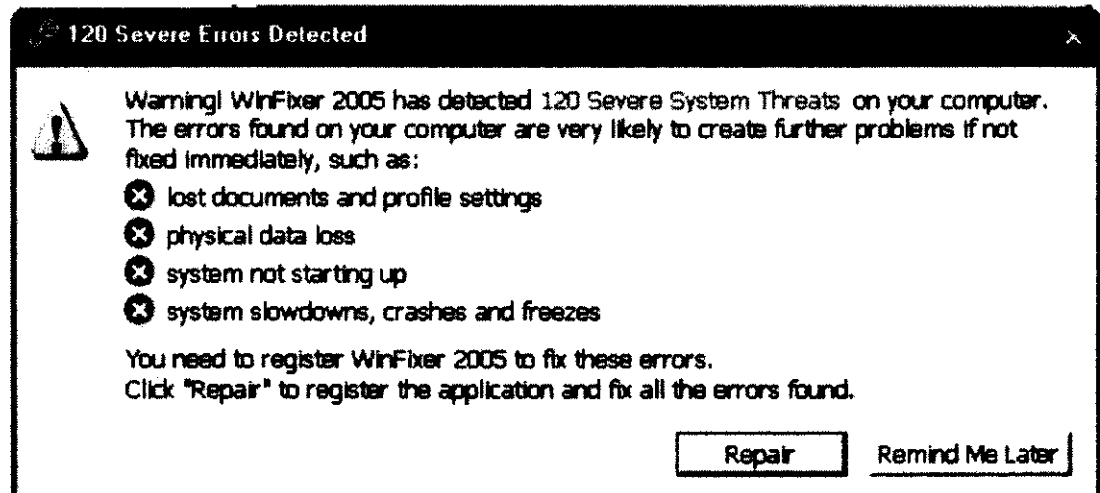 120 Severe Errors Detected
Warning! WinFixer 2005 has detected 120 Severe System Threats on your computer.
The errors found on your computer are very likely to create further problems if not
fixed immediately, such as:
lost documents and profile settings
physical data loss
system not starting up
system slowdowns, crashes and freezes
You need to register WinFixer 2005 to fix these errors.
Click "Repair" to register the application and fix all the errors found.
Repair
Remind Me Later